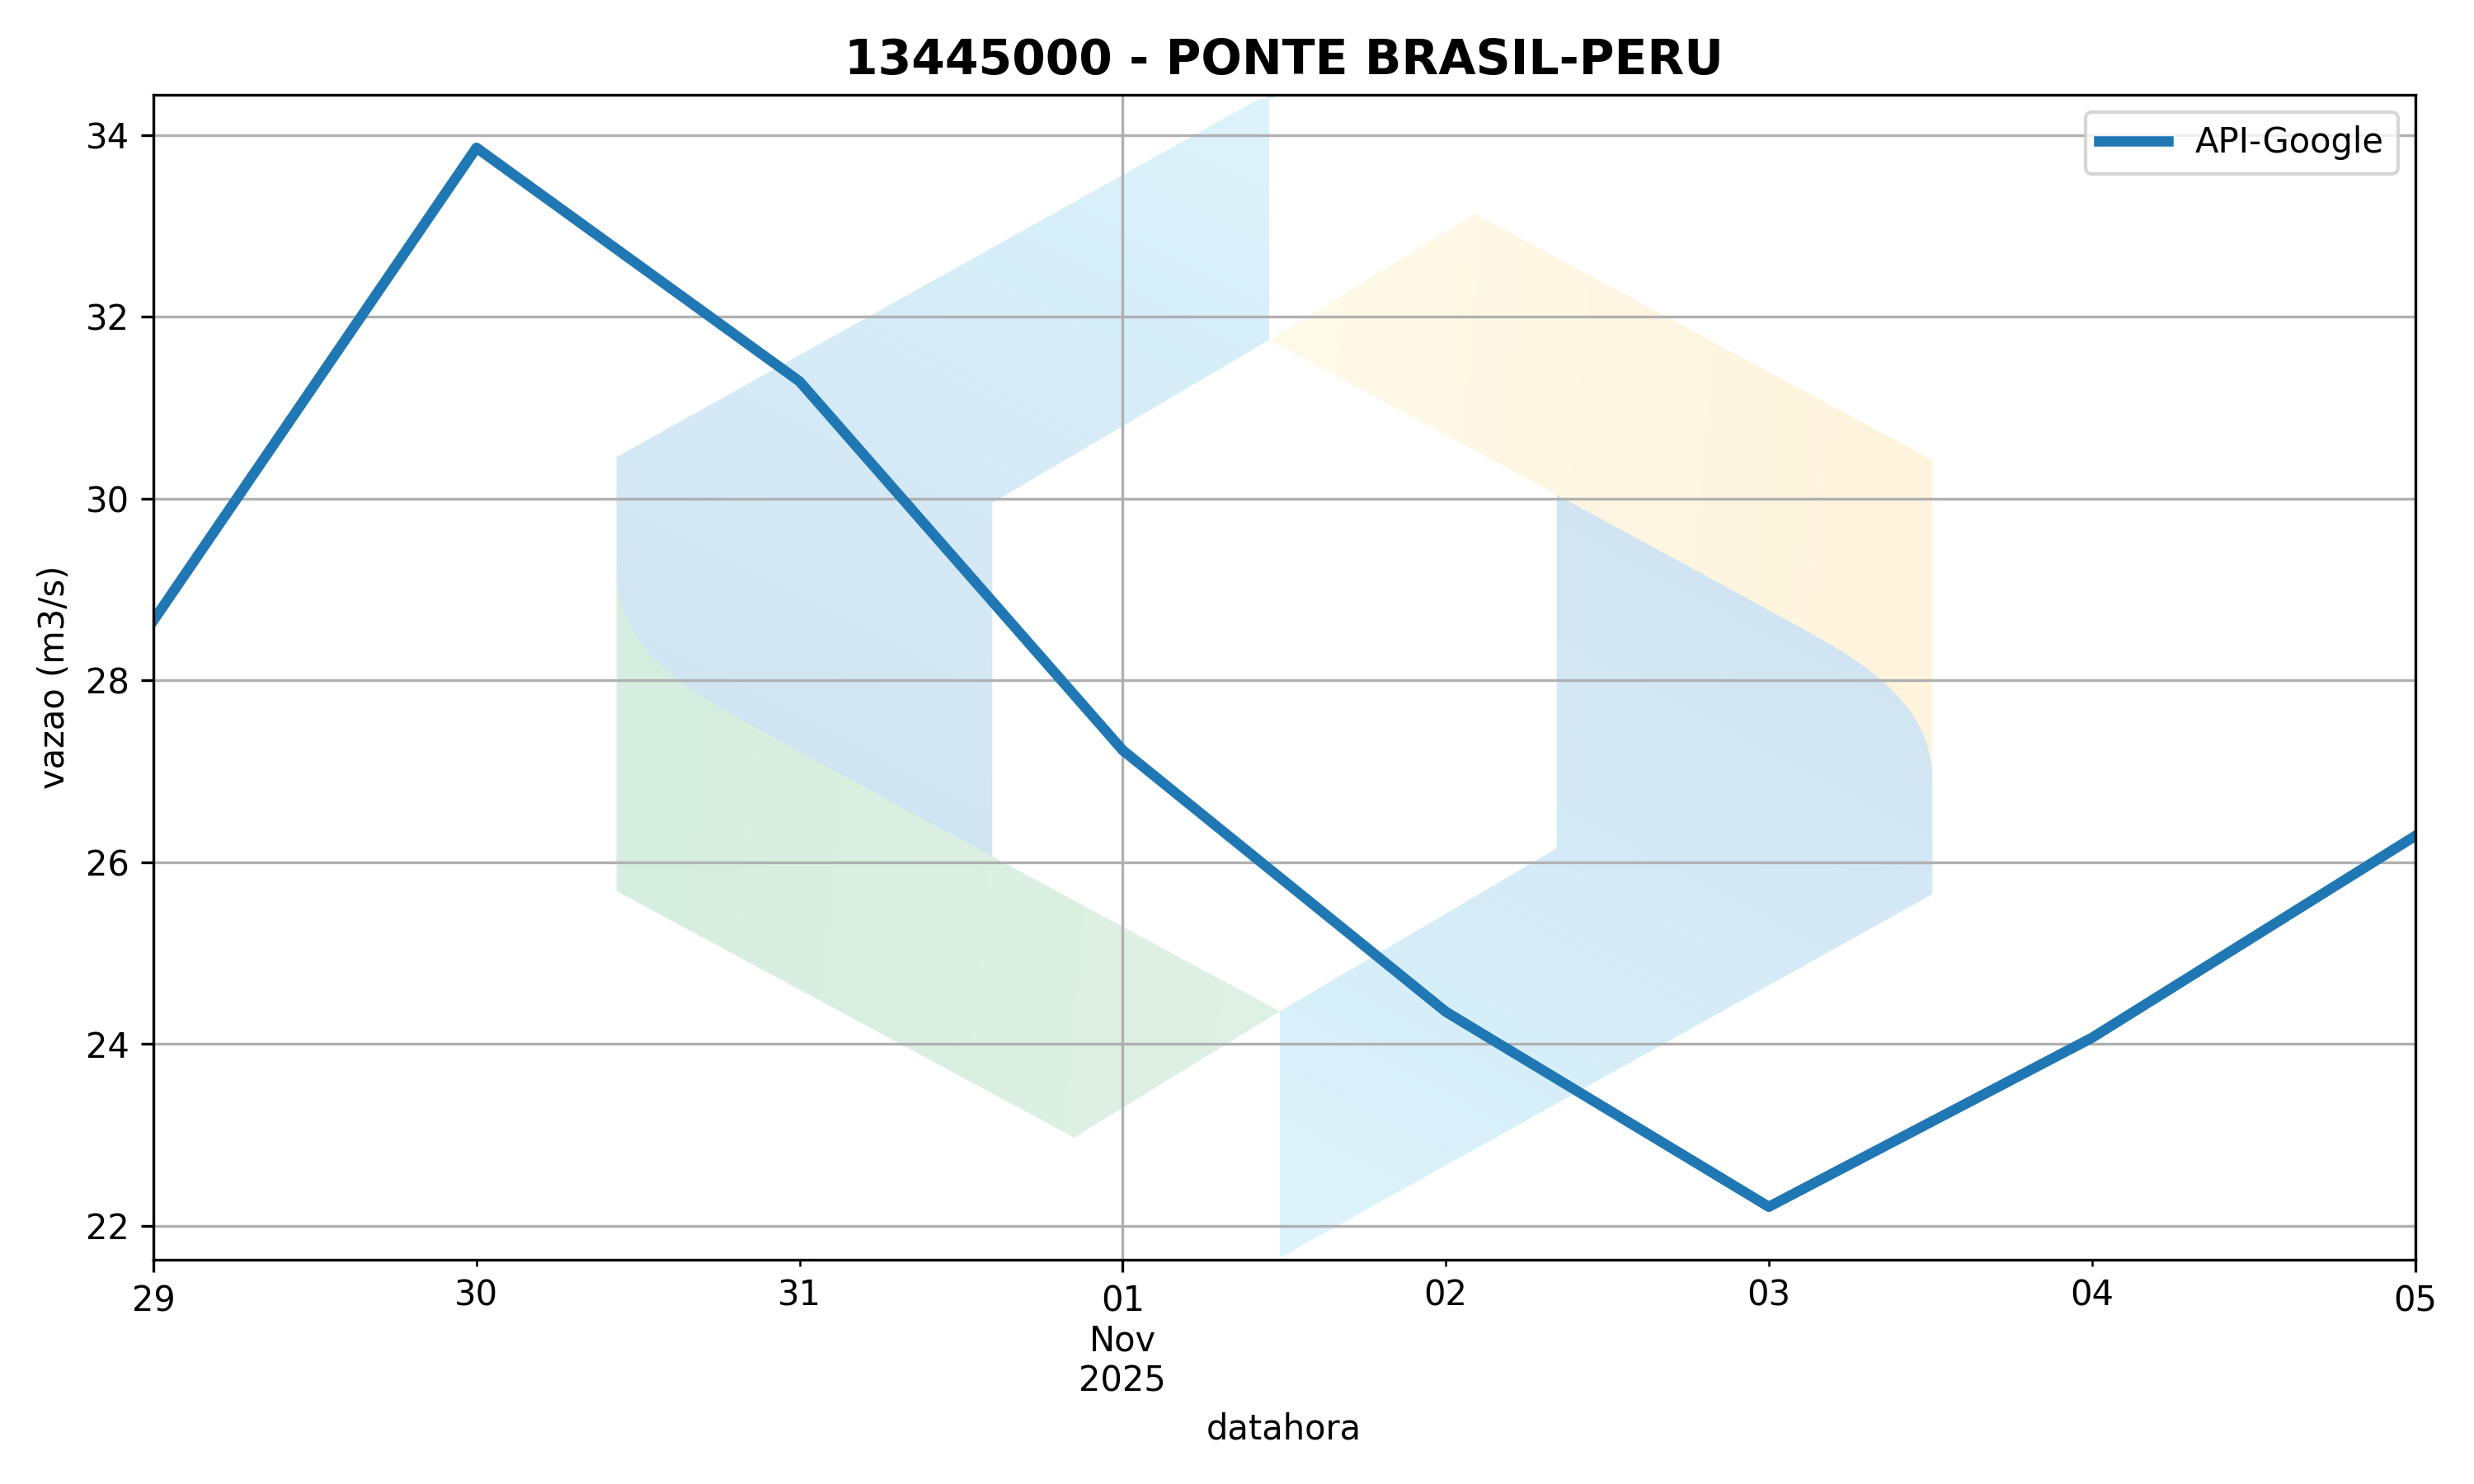 13445000 - PONTE BRASIL-PERU
API-Google
34
32
30
28
26
24
22
vazao (m3/s)
29 30 31 01 02 03 04 05
Nov
2025
datahora